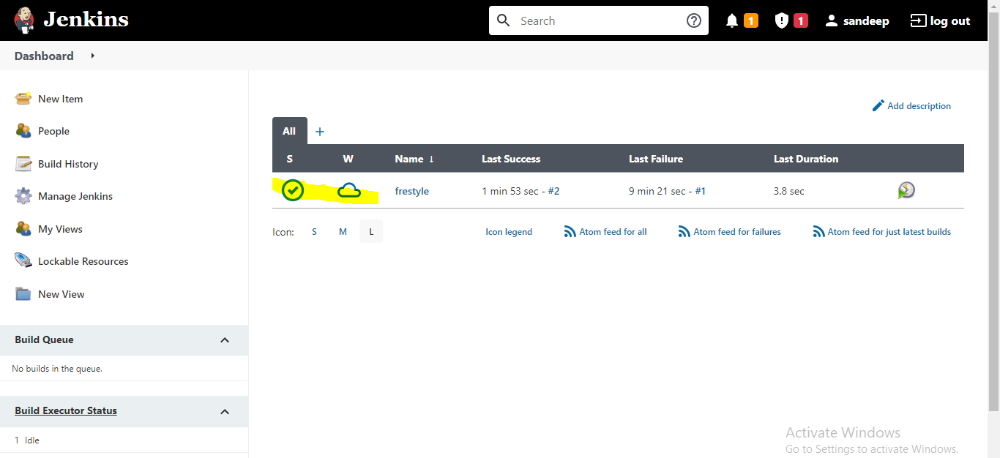 Jenkins
Search
1
1
sandeep
log out
Dashboard
New Item
People
Build History
Manage Jenkins
My Views
Lockable Resources
New View
Build Queue
No builds in the queue.
Build Executor Status
1 Idle
Add description
All +
S W Name ↓ Last Success Last Failure Last Duration
frestyle 1 min 53 sec - #2 9 min 21 sec - #1 3.8 sec
Icon: S M L Icon legend Atom feed for all Atom feed for failures Atom feed for just latest builds
Activate Windows
Go to Settings to activate Windows.